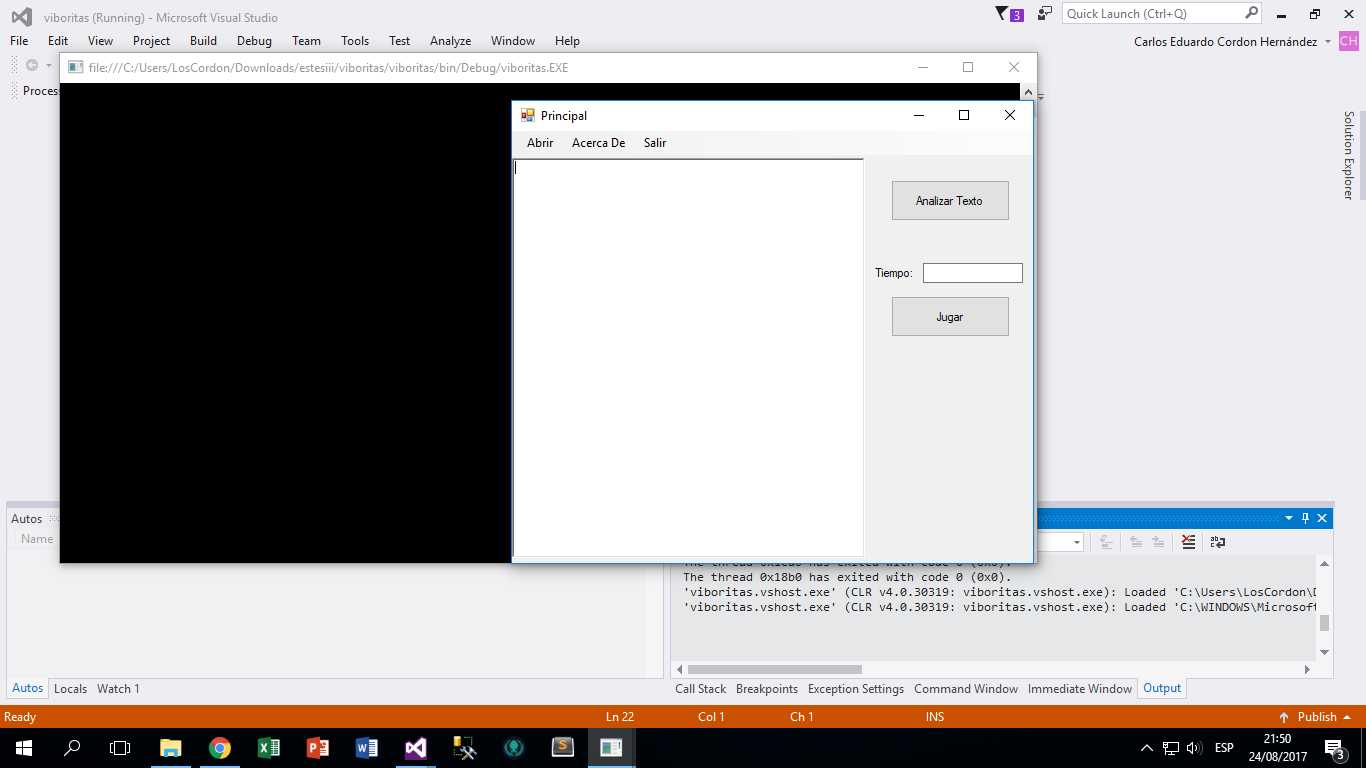 viboritas (Running) - Microsoft Visual Studio
3
Quick Launch (Ctrl+Q)
File Edit View Project Build Debug Team Tools Test Analyze Window Help
Carlos Eduardo Cordon Hernández
CH
file:///C:/Users/LosCordon/Downloads/estesiii/viboritas/viboritas/bin/Debug/viboritas.EXE
Process
Principal
Abrir Acerca De Salir
Analizar Texto
Tiempo:
Jugar
Solution Explorer
Autos
Name
The thread 0x18b0 has exited with code 0 (0x0).
'viboritas.vshost.exe' (CLR v4.0.30319: viboritas.vshost.exe): Loaded 'C:\Users\LosCordon\D
'viboritas.vshost.exe' (CLR v4.0.30319: viboritas.vshost.exe): Loaded 'C:\WINDOWS\Microsoft
Autos Locals Watch 1
Call Stack Breakpoints Exception Settings Command Window Immediate Window Output
Ready Ln 22 Col 1 Ch 1 INS Publish
ESP
21:50
24/08/2017
3